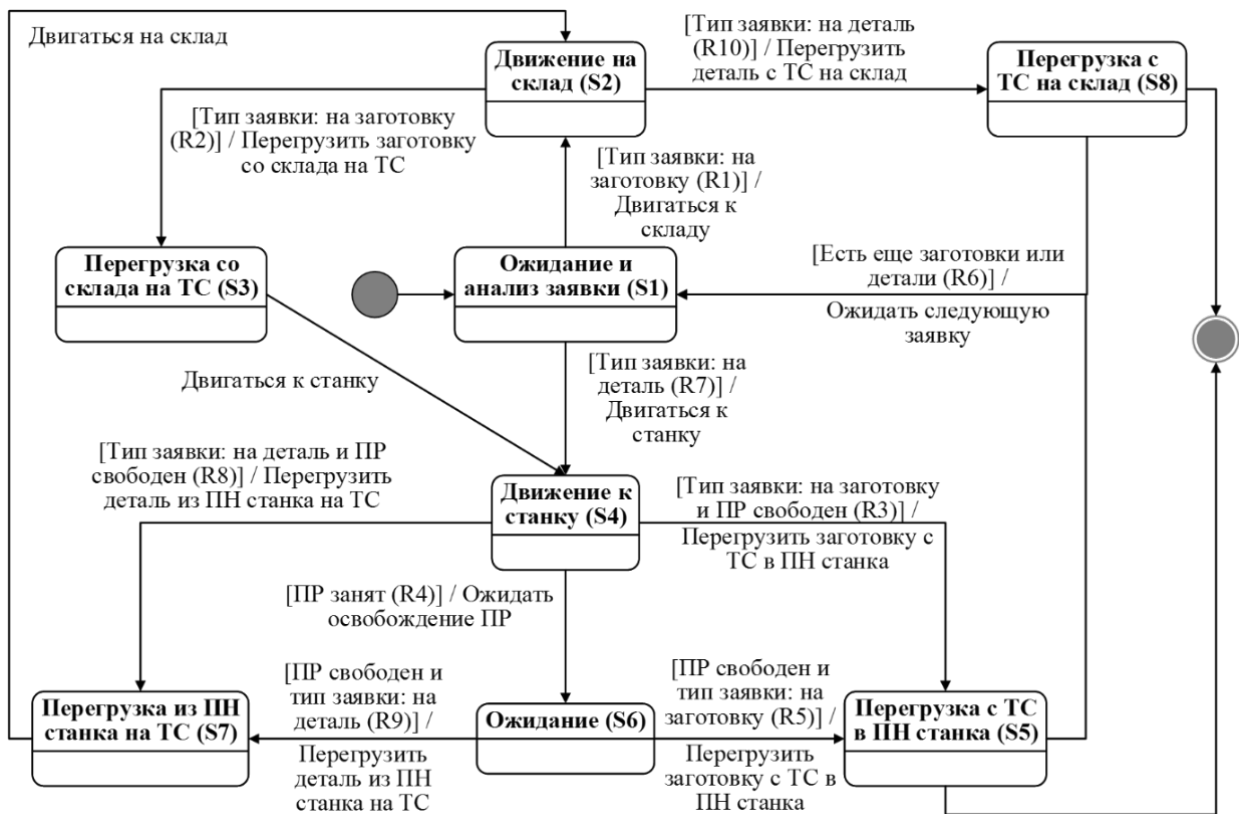 Двигаться на склад
Движение на
склад (S2)
[Тип заявки: на деталь
(R10)] / Перегрузить
деталь с ТС на склад
Перегрузка с
ТС на склад (S8)
[Тип заявки: на заготовку
(R2)] / Перегрузить заготовку
со склада на ТС
[Тип заявки: на
заготовку (R1)] /
Двигаться к
складу
Перегрузка со
склада на ТС (S3)
Ожидание и
анализ заявки (S1)
[Есть еще заготовки или
детали (R6)] /
Ожидать следующую
заявку
Двигаться к станку
[Тип заявки: на
деталь (R7)] /
Двигаться к
станку
[Тип заявки: на деталь и ПР
свободен (R8)] / Перегрузить
деталь из ПН станка на ТС
Движение к
станку (S4)
[Тип заявки: на заготовку
и ПР свободен (R3)] /
Перегрузить заготовку с
ТС в ПН станка
[ПР занят (R4)] / Ожидать
освобождение ПР
Перегрузка из ПН
станка на ТС (S7)
[ПР свободен и
тип заявки: на
деталь (R9)] /
Перегрузить
деталь из ПН
станка на ТС
Ожидание (S6)
[ПР свободен и
тип заявки: на
заготовку (R5)] /
Перегрузить
заготовку с ТС в
ПН станка
Перегрузка с ТС
в ПН станка (S5)